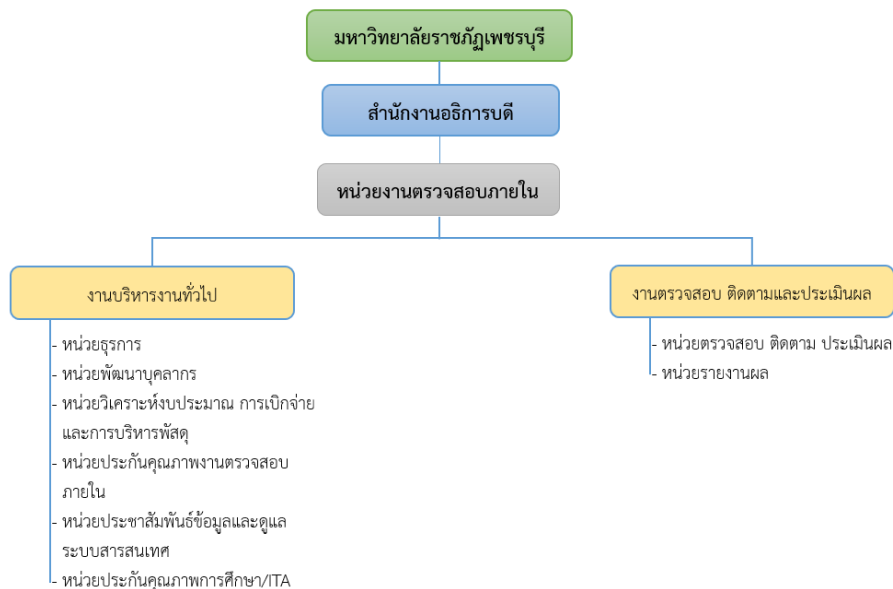 มหาวิทยาลัยราชภัฏเพชรบุรี
สำนักงานอธิการบดี
หน่วยงานตรวจสอบภายใน
งานบริหารงานทั่วไป
- หน่วยธุรการ
- หน่วยพัฒนาบุคลากร
- หน่วยวิเคราะห์งบประมาณ การเบิกจ่าย
และการบริหารพัสดุ
- หน่วยประกันคุณภาพงานตรวจสอบ
ภายใน
- หน่วยประชาสัมพันธ์ข้อมูลและดูแล
ระบบสารสนเทศ
- หน่วยประกันคุณภาพการศึกษา/ITA
งานตรวจสอบ ติดตามและประเมินผล
- หน่วยตรวจสอบ ติดตาม ประเมินผล
- หน่วยรายงานผล